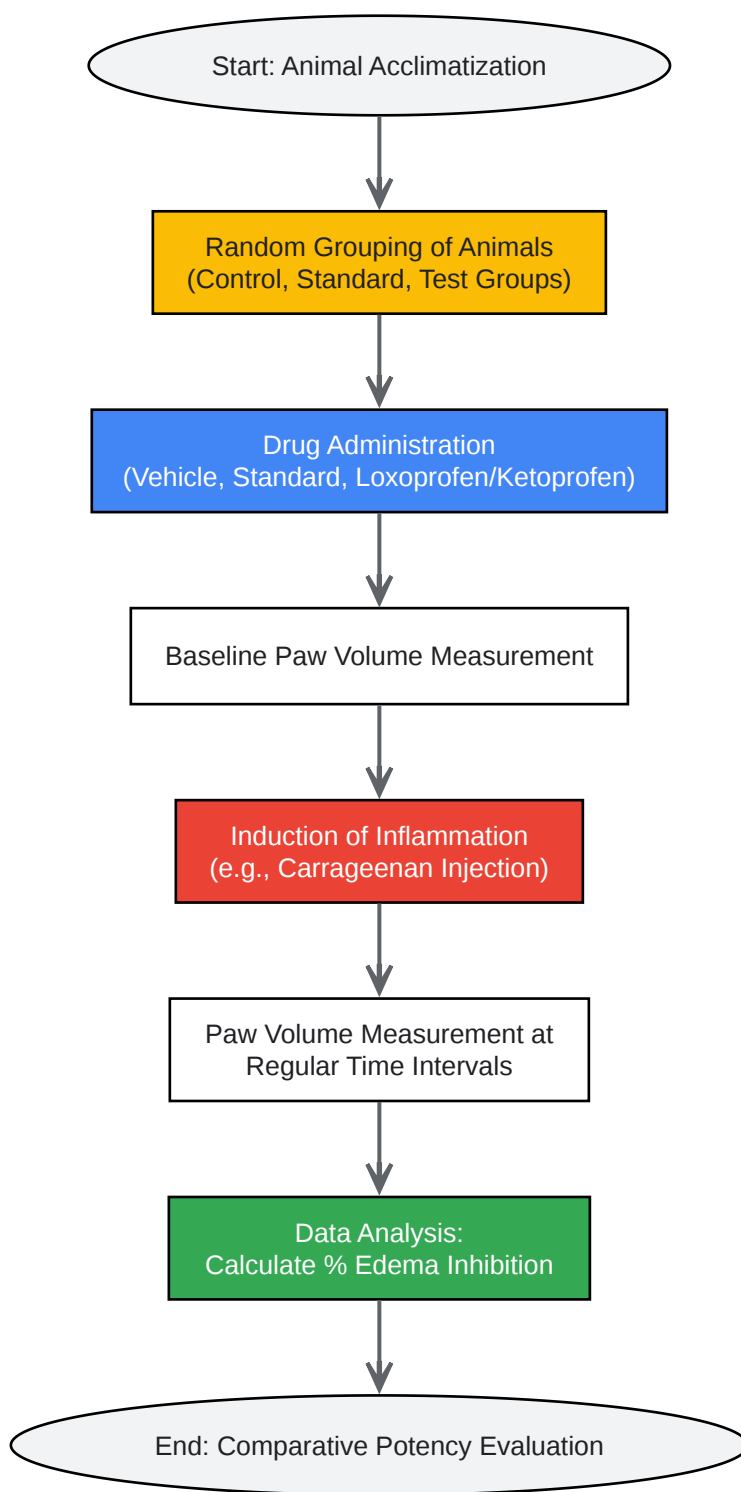 Start: Animal Acclimatization
Random Grouping of Animals
(Control, Standard, Test Groups)
Drug Administration
(Vehicle, Standard, Loxoprofen/Ketoprofen)
Baseline Paw Volume Measurement
Induction of Inflammation
(e.g., Carrageenan Injection)
Paw Volume Measurement at
Regular Time Intervals
Data Analysis:
Calculate % Edema Inhibition
End: Comparative Potency Evaluation